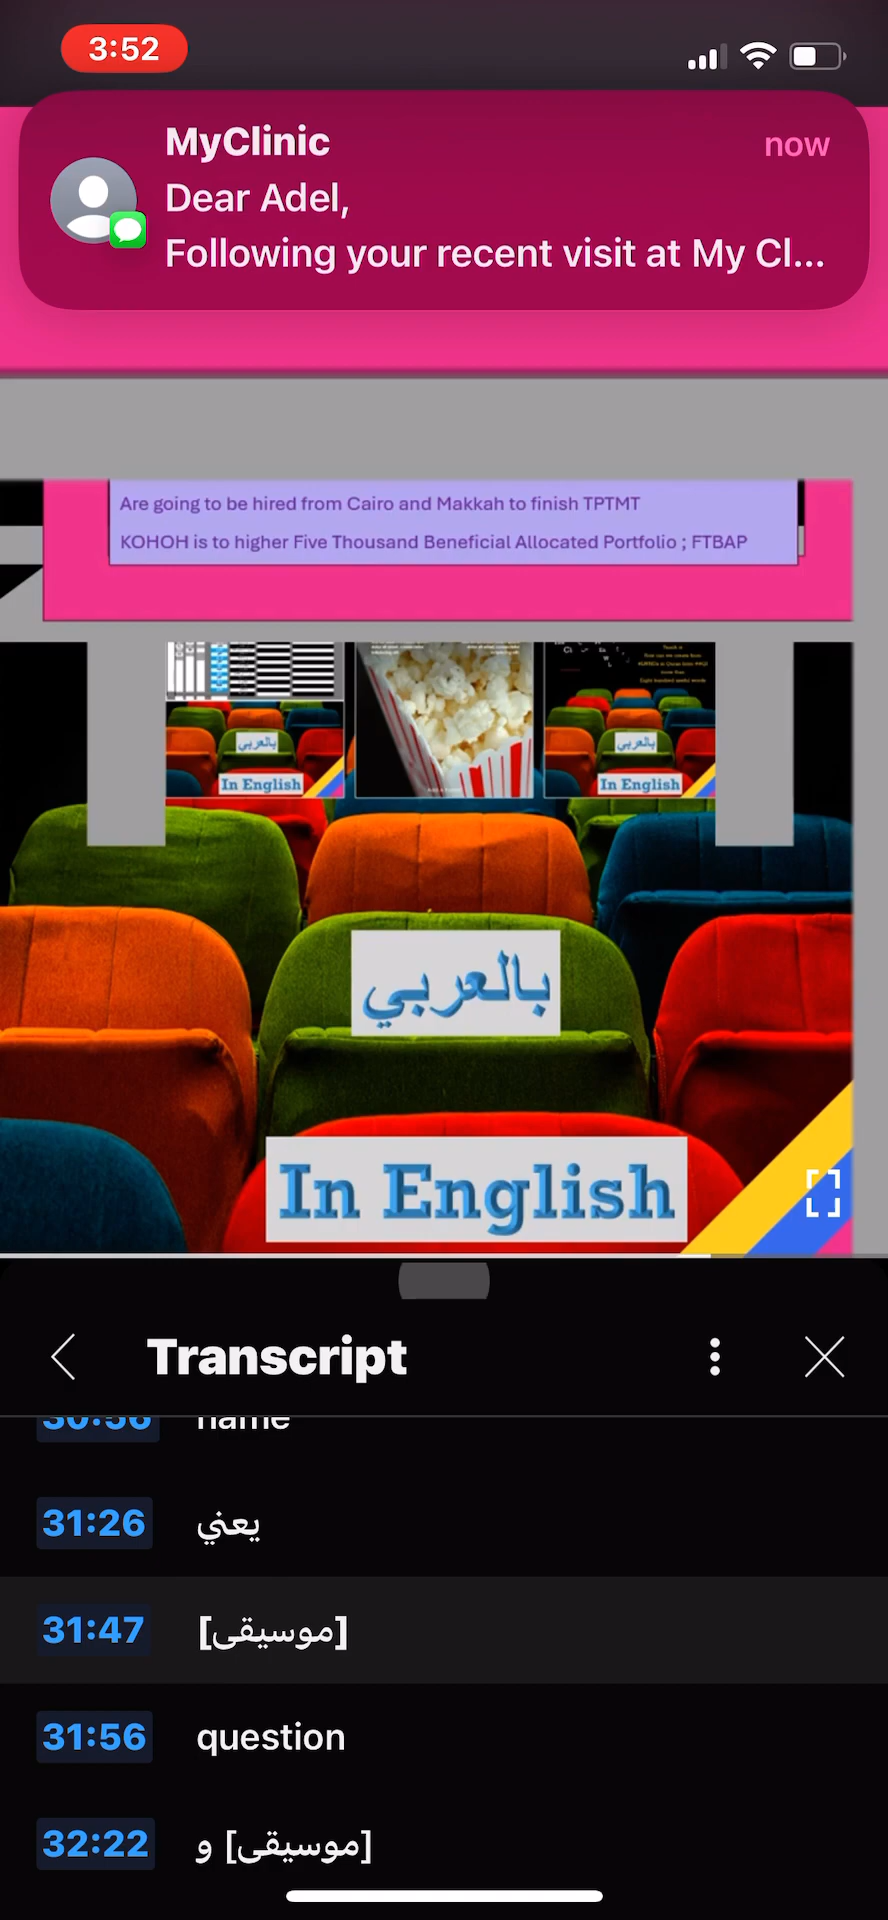 3:52
MyClinic
now
Dear Adel,
Following your recent visit at My Cl...
Are going to be hired from Cairo and Makkah to finish TPTMT
KOHOH is to higher Five Thousand Beneficial Allocated Portfolio ; FTBAP
بالعربي
بالعربي
In English
In English
بالعربي
In English
Transcript
30:56 name
31:26 يعني
31:47 [موسيقى]
31:56 question
32:22 و [موسيقى]